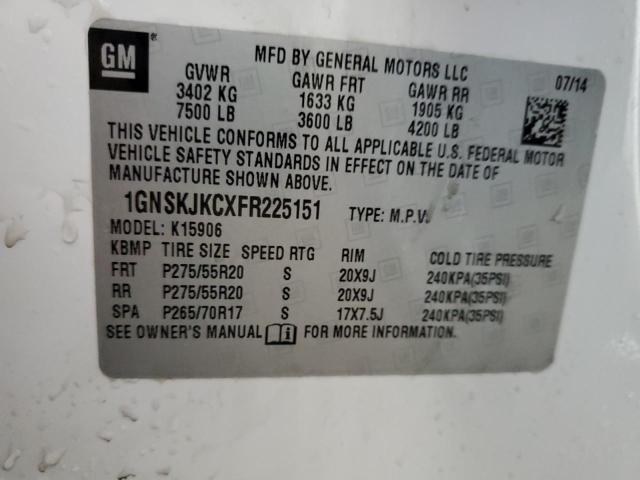 GM
MFD BY GENERAL MOTORS LLC
07/14
GVWR GAWR FRT GAWR RR
3402 KG 1633 KG 1905 KG
7500 LB 3600 LB 4200 LB
THIS VEHICLE CONFORMS TO ALL APPLICABLE U.S. FEDERAL MOTOR
VEHICLE SAFETY STANDARDS IN EFFECT ON THE DATE OF
MANUFACTURE SHOWN ABOVE.
1GNSKJKCXFR225151 TYPE: M.P.V.
MODEL: K15906
KBMP TIRE SIZE SPEED RTG RIM COLD TIRE PRESSURE
FRT P275/55R20 S 20X9J 240KPA(35PSI)
RR P275/55R20 S 20X9J 240KPA(35PSI)
SPA P265/70R17 S 17X7.5J 240KPA(35PSI)
SEE OWNER'S MANUAL FOR MORE INFORMATION.